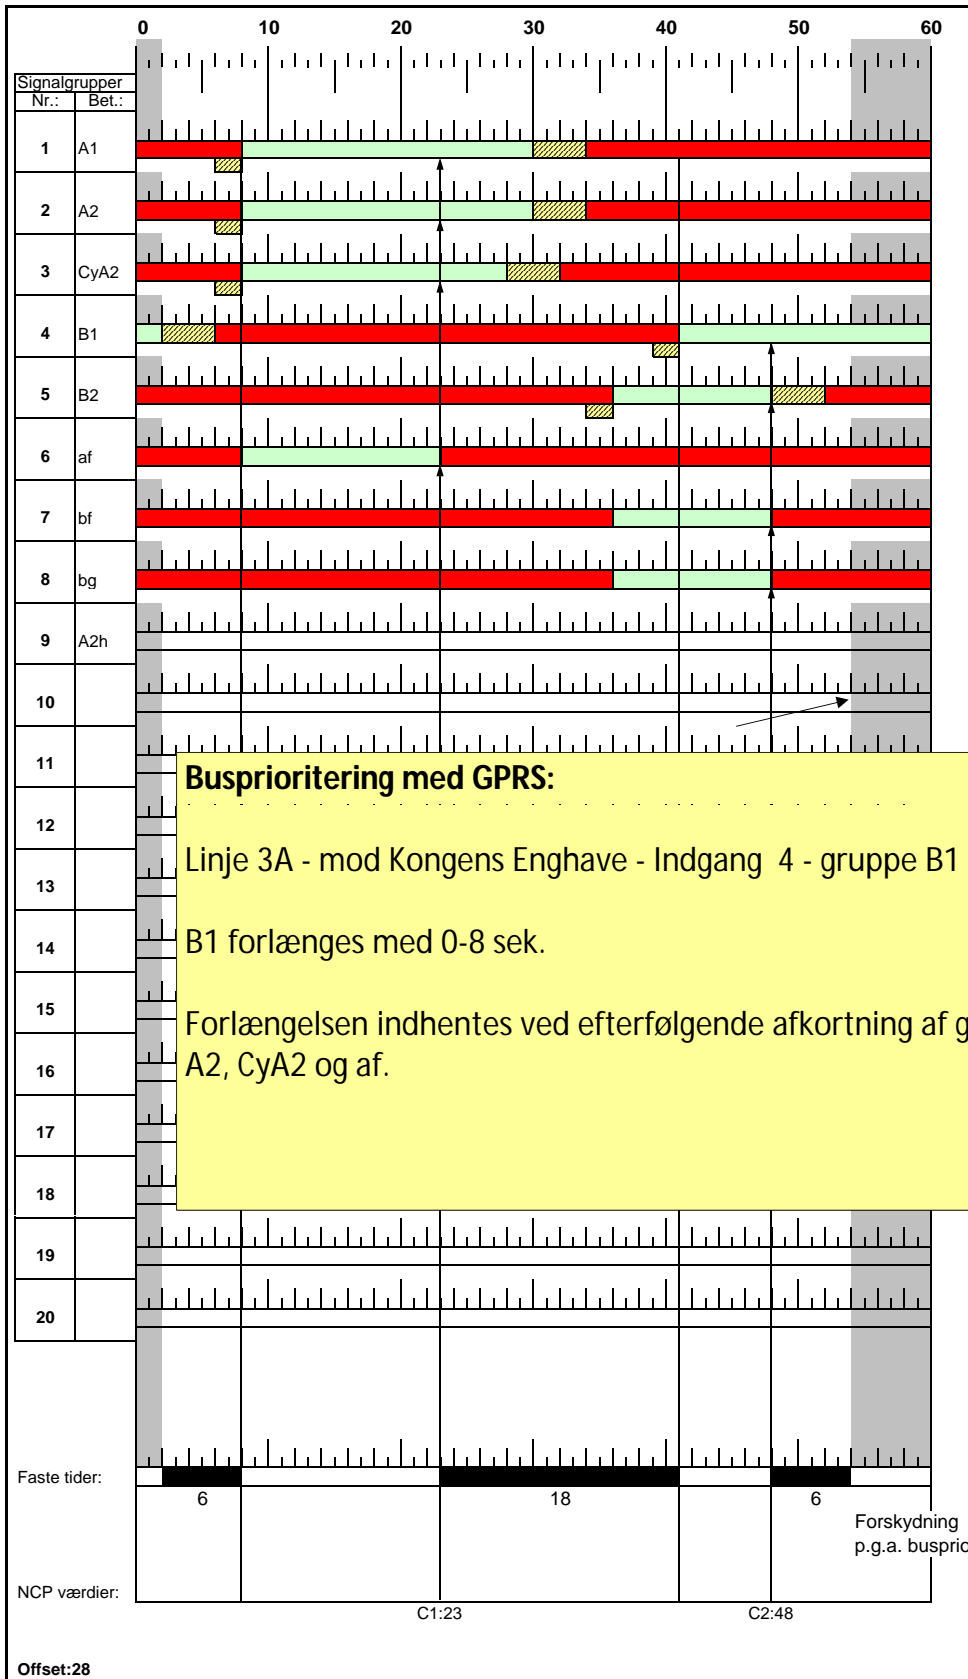 0 10 20 30 40 50 60
Signalgrupper
Nr.: Bet.:
1 A1
2 A2
3 CyA2
4 B1
5 B2
6 af
7 bf
8 bg
9 A2h
10
11
Busprioritering med GPRS:
12
Linje 3A - mod Kongens Enghave - Indgang 4 - gruppe B1
13
14
B1 forlænges med 0-8 sek.
15
Forlængelsen indhentes ved efterfølgende afkortning af g
16
A2, CyA2 og af.
17
18
19
20
Faste tider:
6 18 6
Forskydning
p.g.a. busprio
NCP værdier:
C1:23 C2:48
Offset:28